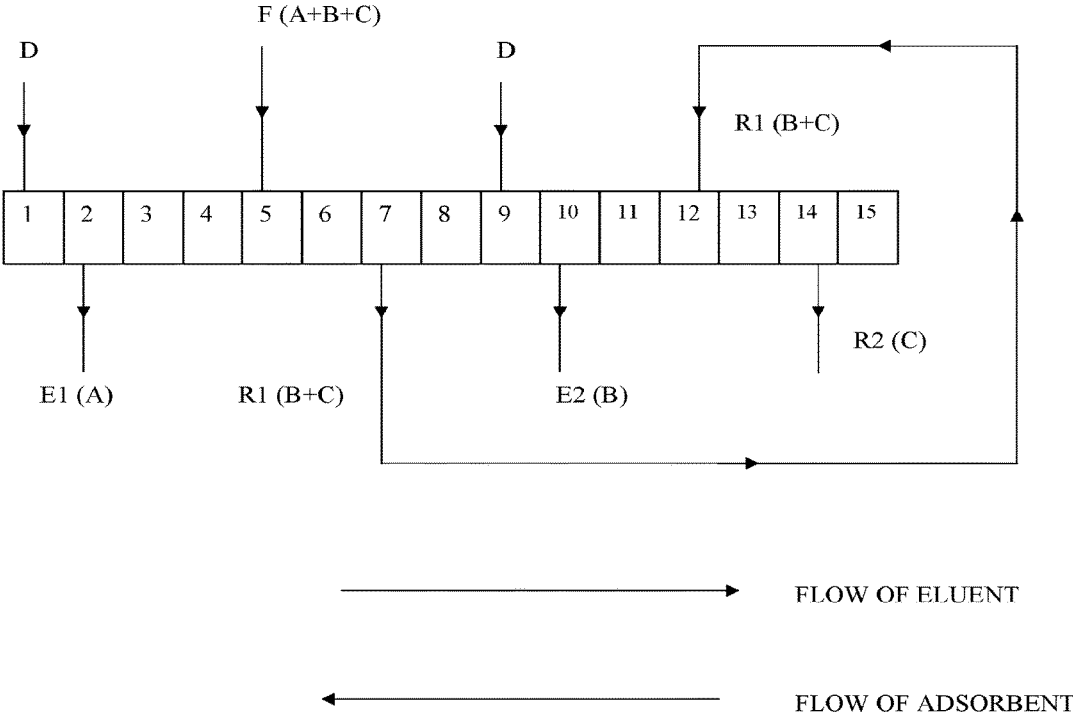 F (A+B+C)
D
D
R1 (B+C)
1 2 3 4 5 6 7 8 9 10 11 12 13 14 15
R2 (C)
E1 (A)
R1 (B+C)
E2 (B)
FLOW OF ELUENT
FLOW OF ADSORBENT